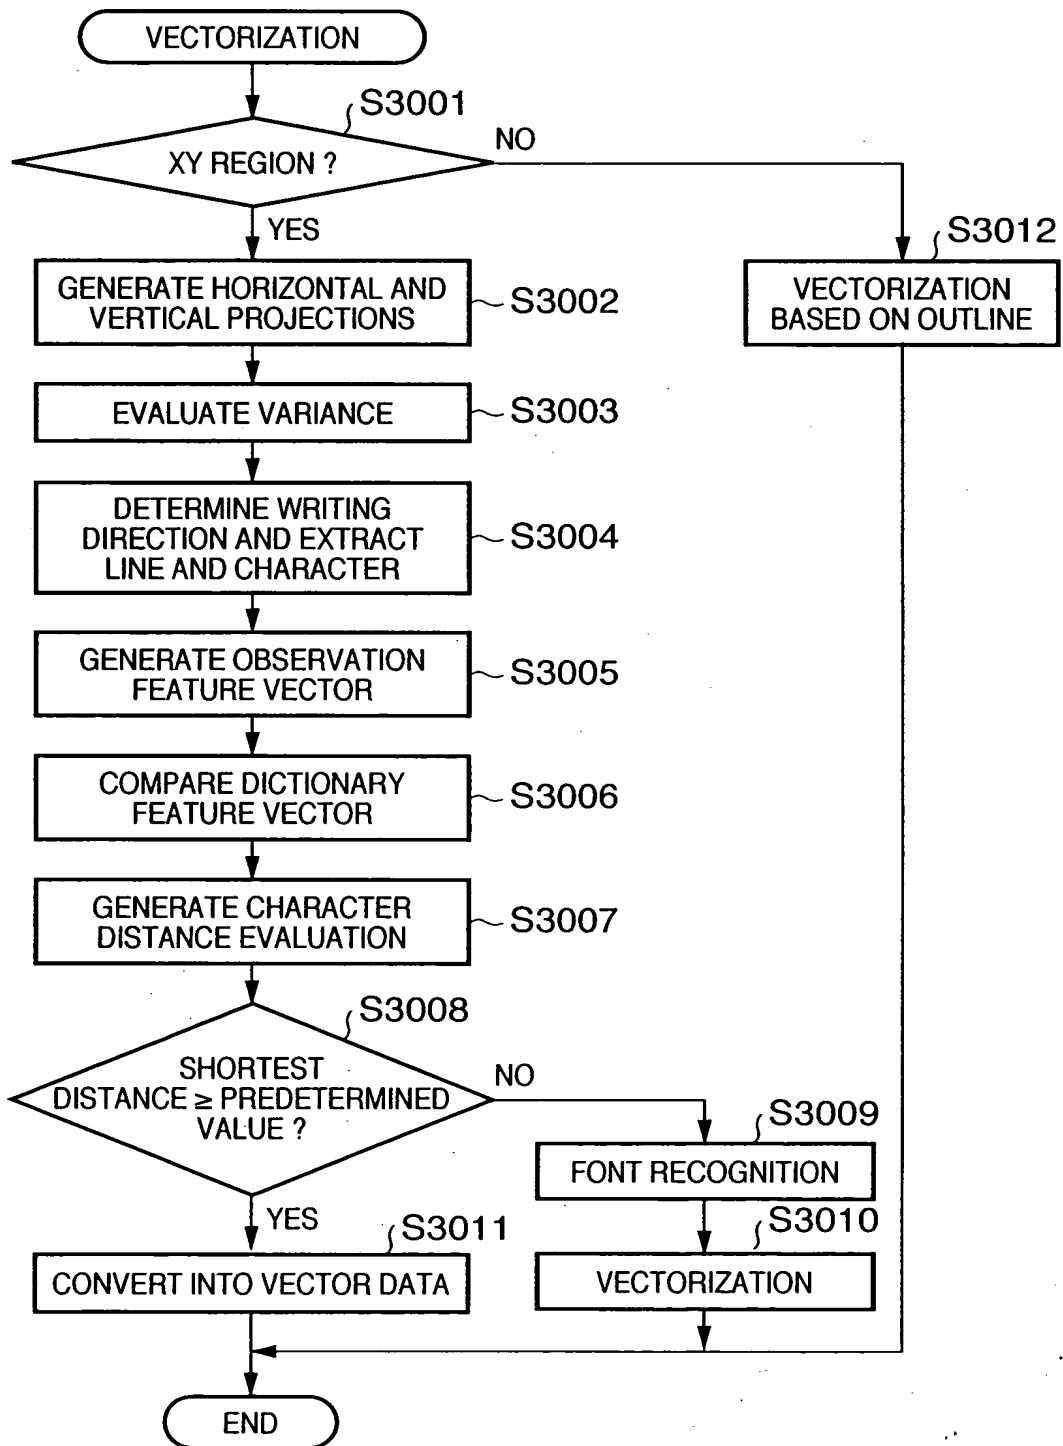 VECTORIZATION
S3001
XY REGION ?
NO
YES
S3012
VECTORIZATION
BASED ON OUTLINE
GENERATE HORIZONTAL AND
VERTICAL PROJECTIONS
S3002
EVALUATE VARIANCE
S3003
DETERMINE WRITING
DIRECTION AND EXTRACT
LINE AND CHARACTER
S3004
GENERATE OBSERVATION
FEATURE VECTOR
S3005
COMPARE DICTIONARY
FEATURE VECTOR
S3006
GENERATE CHARACTER
DISTANCE EVALUATION
S3007
S3008
SHORTEST
DISTANCE ≥ PREDETERMINED
VALUE ?
NO
YES
S3009
FONT RECOGNITION
S3010
VECTORIZATION
S3011
CONVERT INTO VECTOR DATA
END